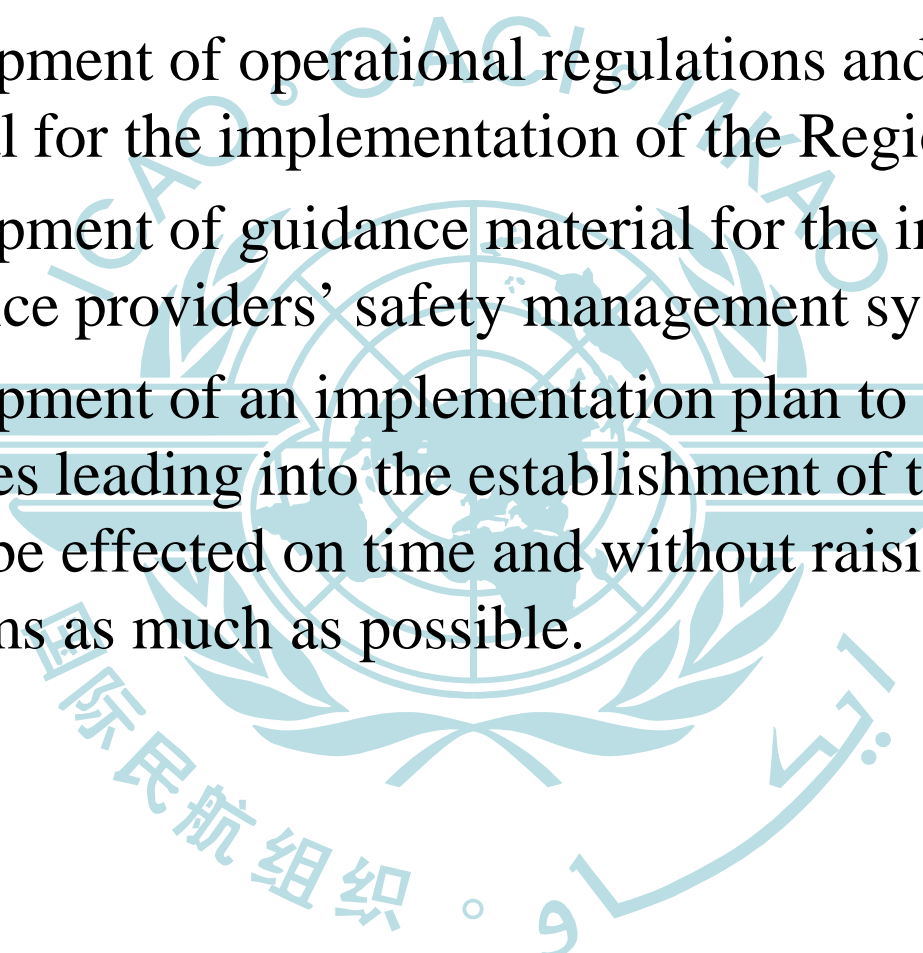 pment of operational regulations and
l for the implementation of the Regi
pment of guidance material for the i
ce providers’ safety management sy
pment of an implementation plan to
es leading into the establishment of t
be effected on time and without raisi
ns as much as possible.
ICAO ◦ OACI ◦ ИКАО
国际民航组织 ◦ ايكاو